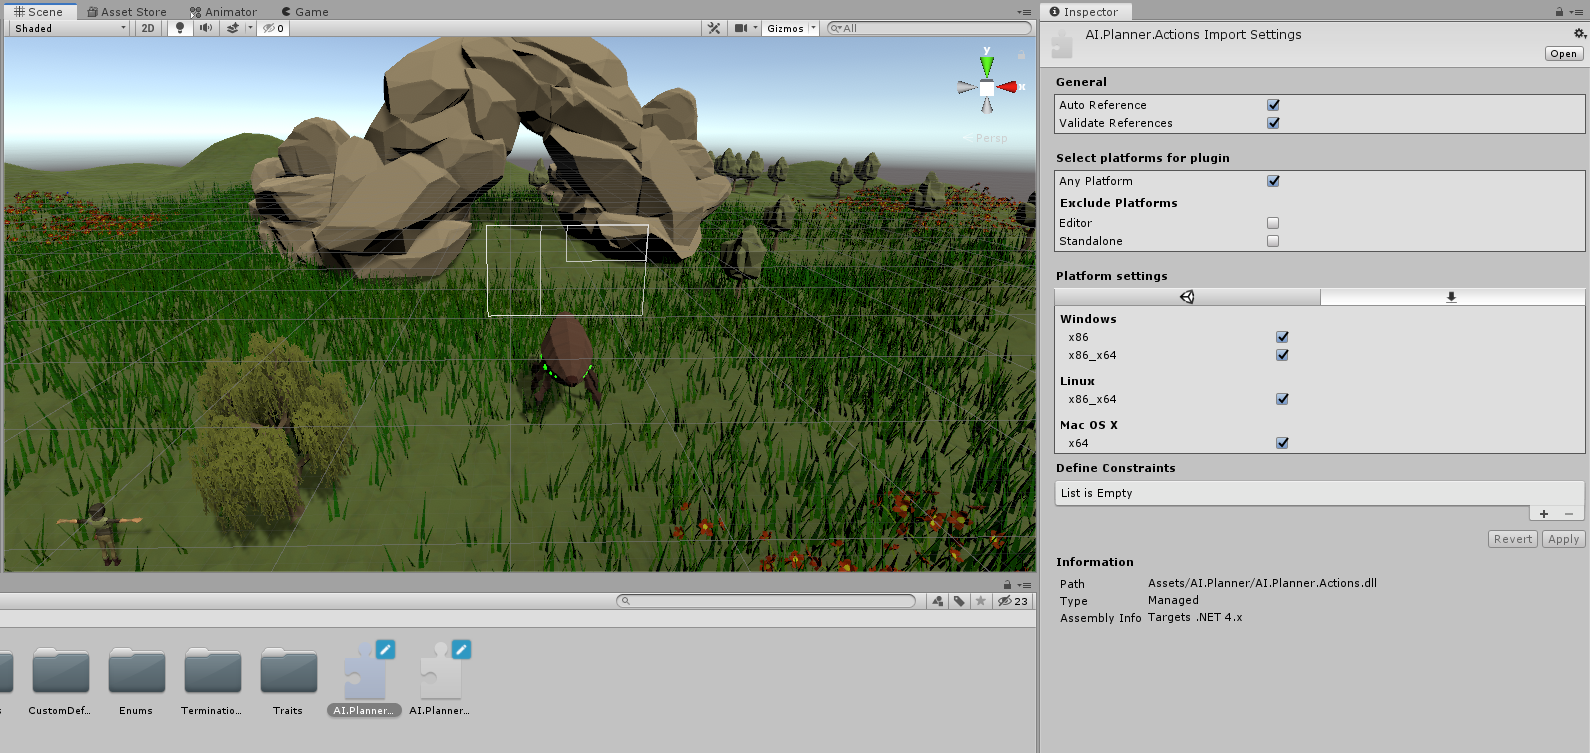 Scene
Asset Store
Animator
Game
Shaded
2D
0
Gizmos
All
y
x
Persp
23
CustomDef...
Enums
Terminatio...
Traits
AI.Planner...
AI.Planner...
Inspector
AI.Planner.Actions Import Settings
Open
General
Auto Reference
Validate References
Select platforms for plugin
Any Platform
Exclude Platforms
Editor
Standalone
Platform settings
Windows
x86
x86_x64
Linux
x86_x64
Mac OS X
x64
Define Constraints
List is Empty
Revert Apply
Information
Path Assets/AI.Planner/AI.Planner.Actions.dll
Type Managed
Assembly Info Targets .NET 4.x